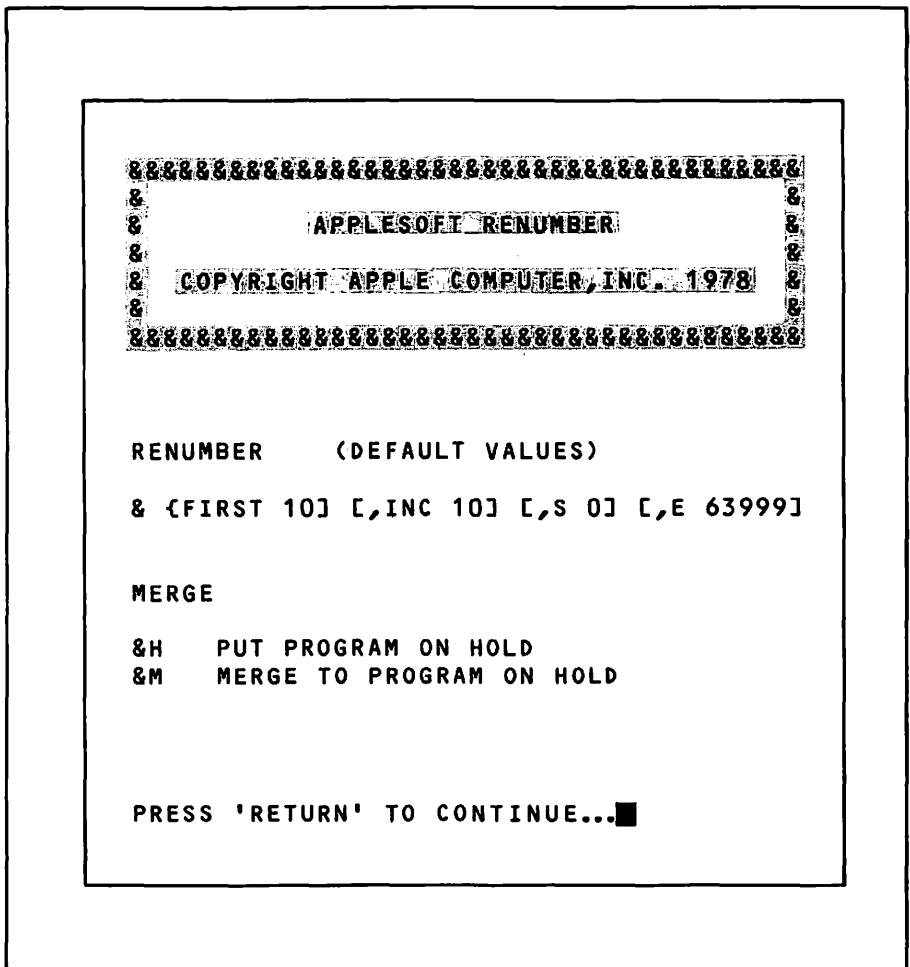 &&&&&&&&&&&&&&&&&&&&&&&&&&&&&&&&&&&&&&&&
& &
& APPLESOFT RENUMBER &
& &
& COPYRIGHT APPLE COMPUTER,INC. 1978 &
& &
&&&&&&&&&&&&&&&&&&&&&&&&&&&&&&&&&&&&&&&&
RENUMBER (DEFAULT VALUES)
& {FIRST 10] [,INC 10] [,S 0] [,E 63999]
MERGE
&H PUT PROGRAM ON HOLD
&M MERGE TO PROGRAM ON HOLD
PRESS 'RETURN' TO CONTINUE...